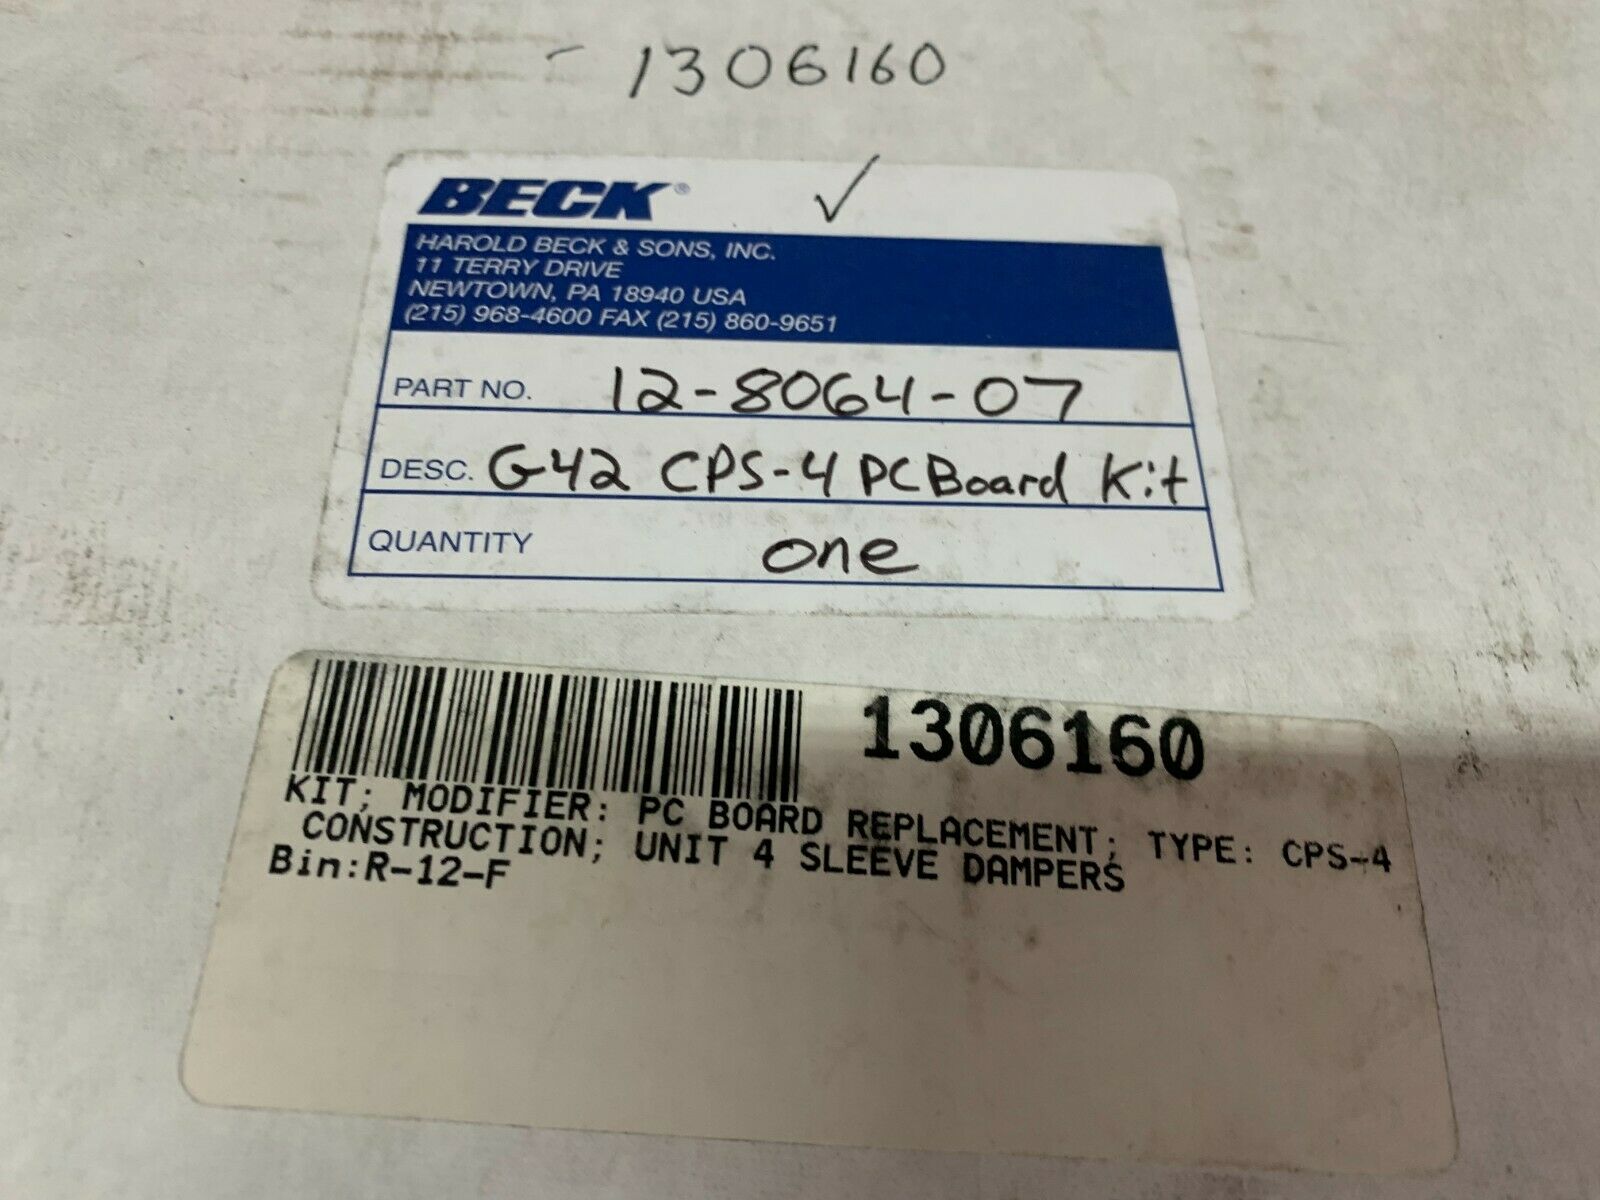 1306160
BECK®
HAROLD BECK & SONS, INC.
11 TERRY DRIVE
NEWTOWN, PA 18940 USA
(215) 968-4600 FAX (215) 860-9651
PART NO. 12-8064-07
DESC. G42 CPS-4 PC Board Kit
QUANTITY one
1306160
KIT; MODIFIER: PC BOARD REPLACEMENT; TYPE: CPS-4
CONSTRUCTION; UNIT 4 SLEEVE DAMPERS
Bin:R-12-F